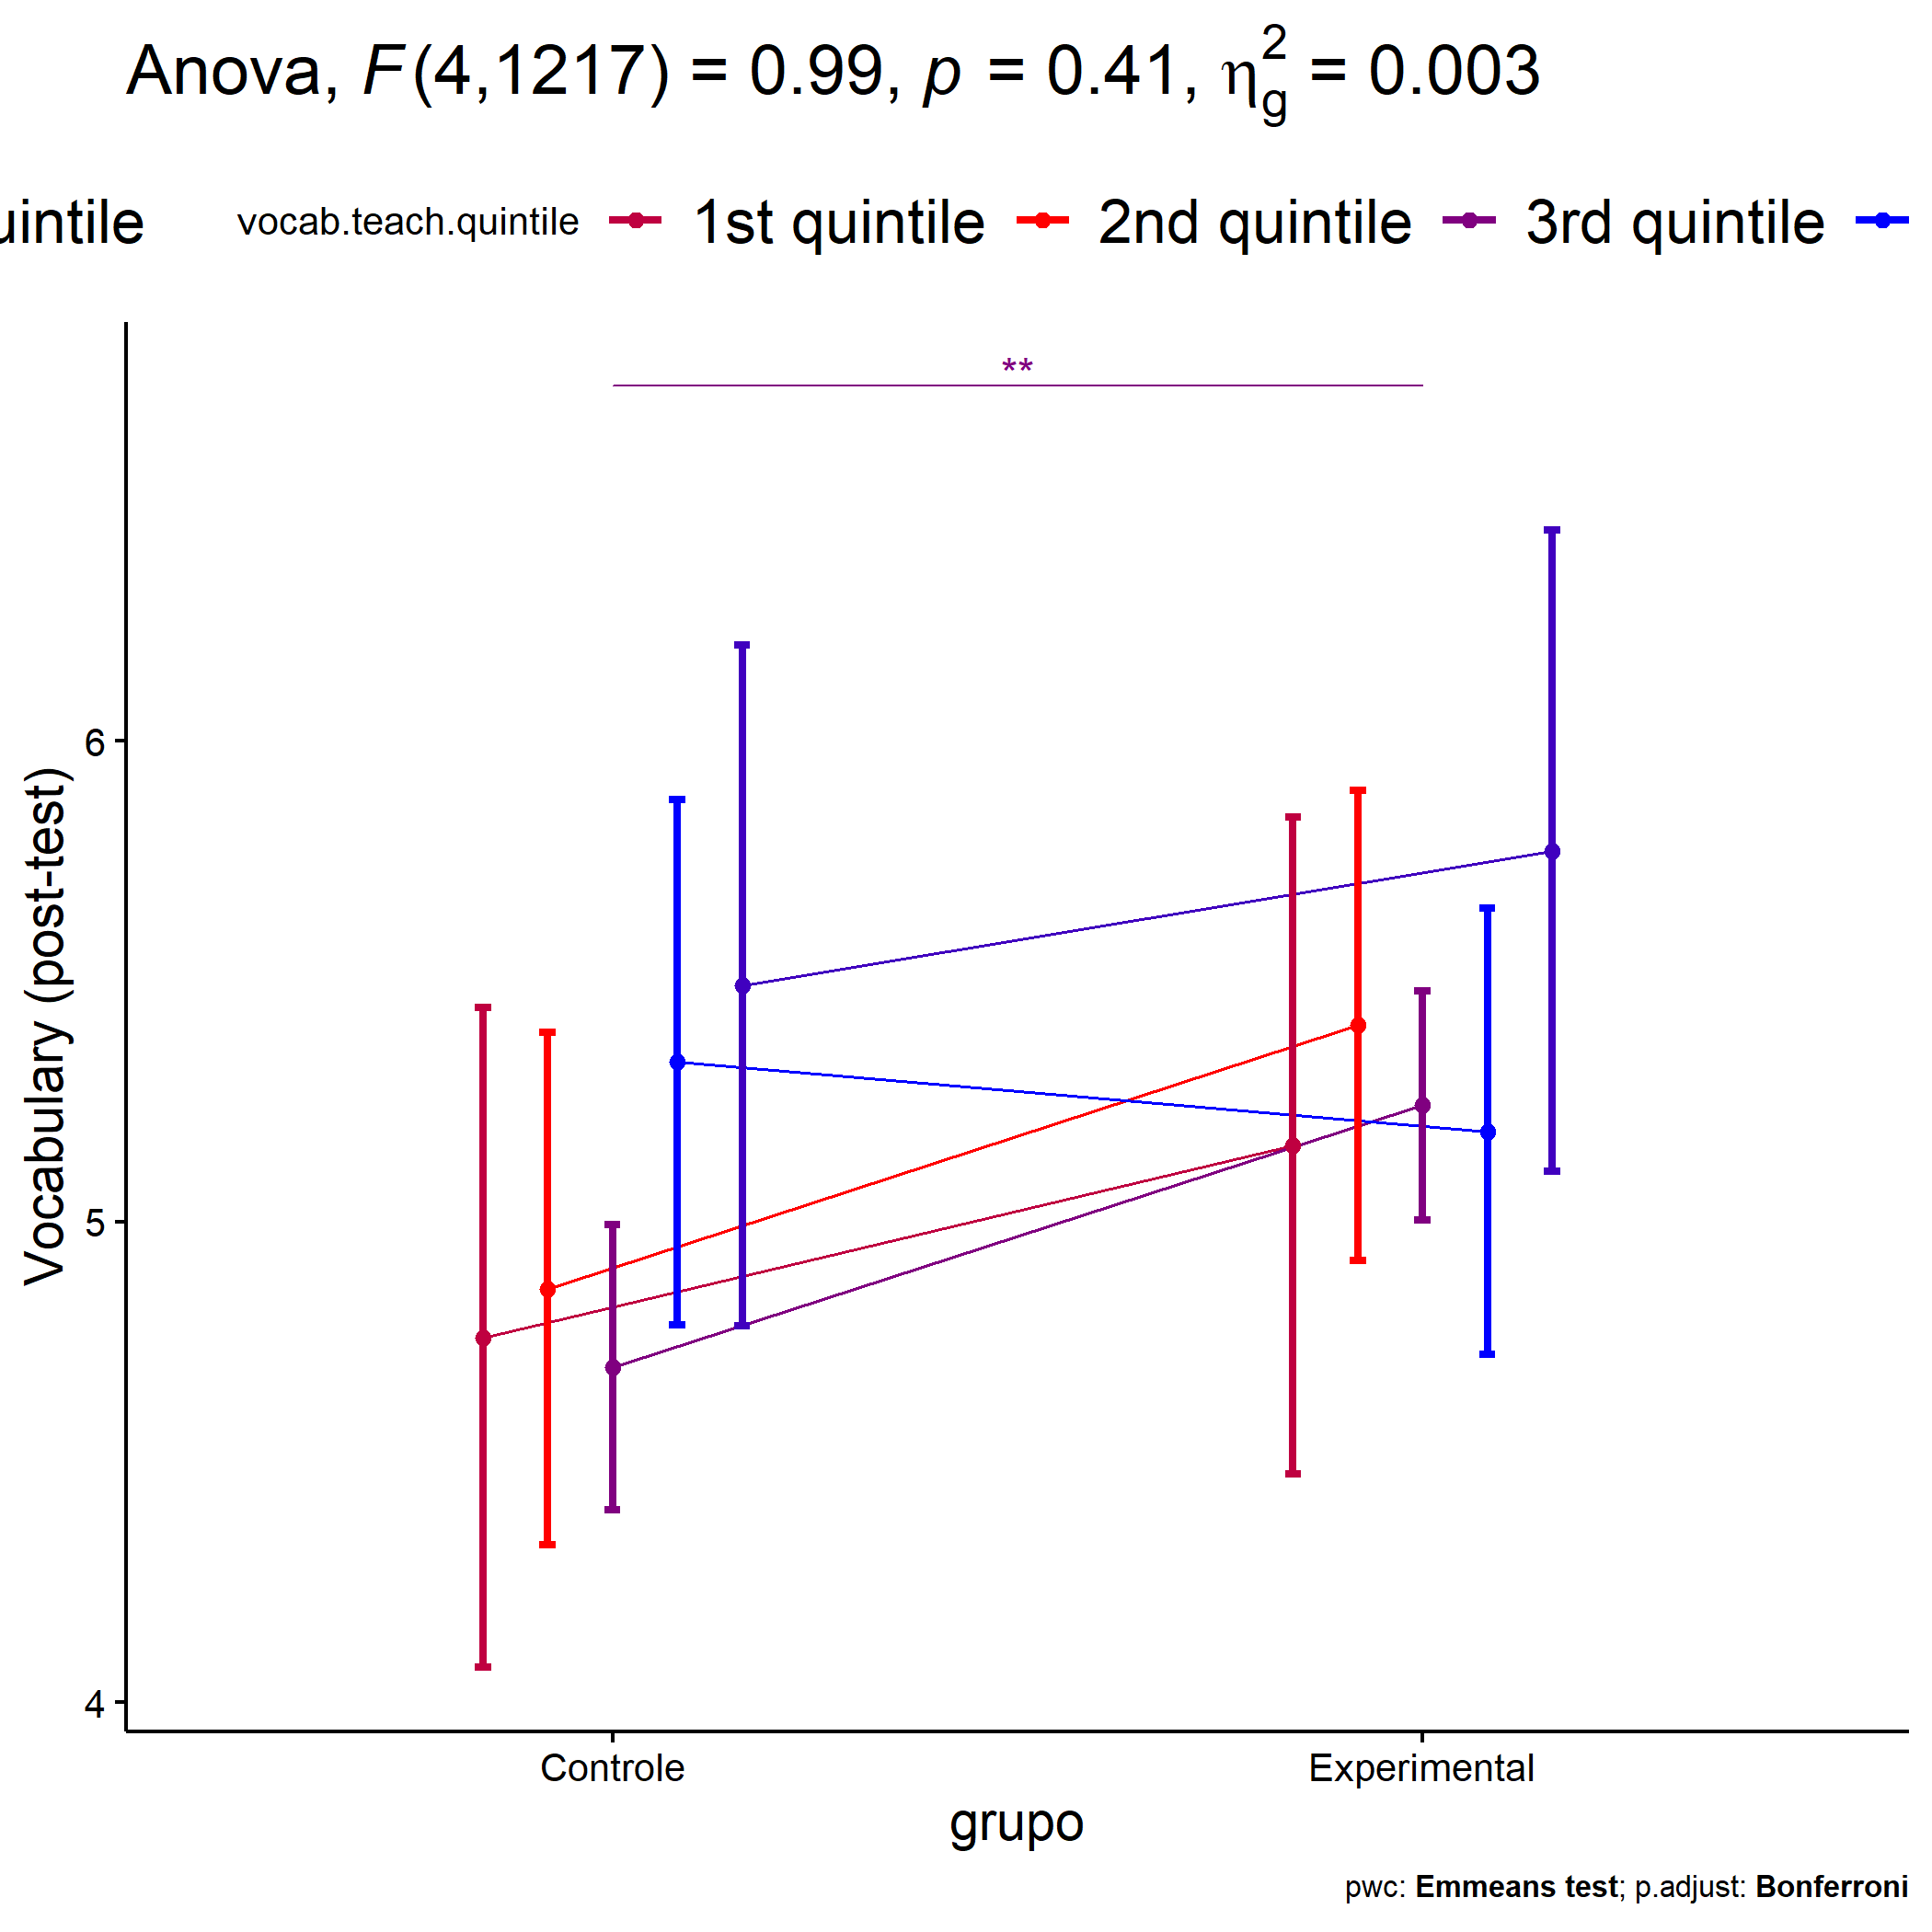 Anova, F(4,1217) = 0.99, p = 0.41, η²g = 0.003
uintile vocab.teach.quintile 1st quintile 2nd quintile 3rd quintile
**
6
5
4
Vocabulary (post-test)
Controle Experimental
grupo
pwc: Emmeans test; p.adjust: Bonferroni